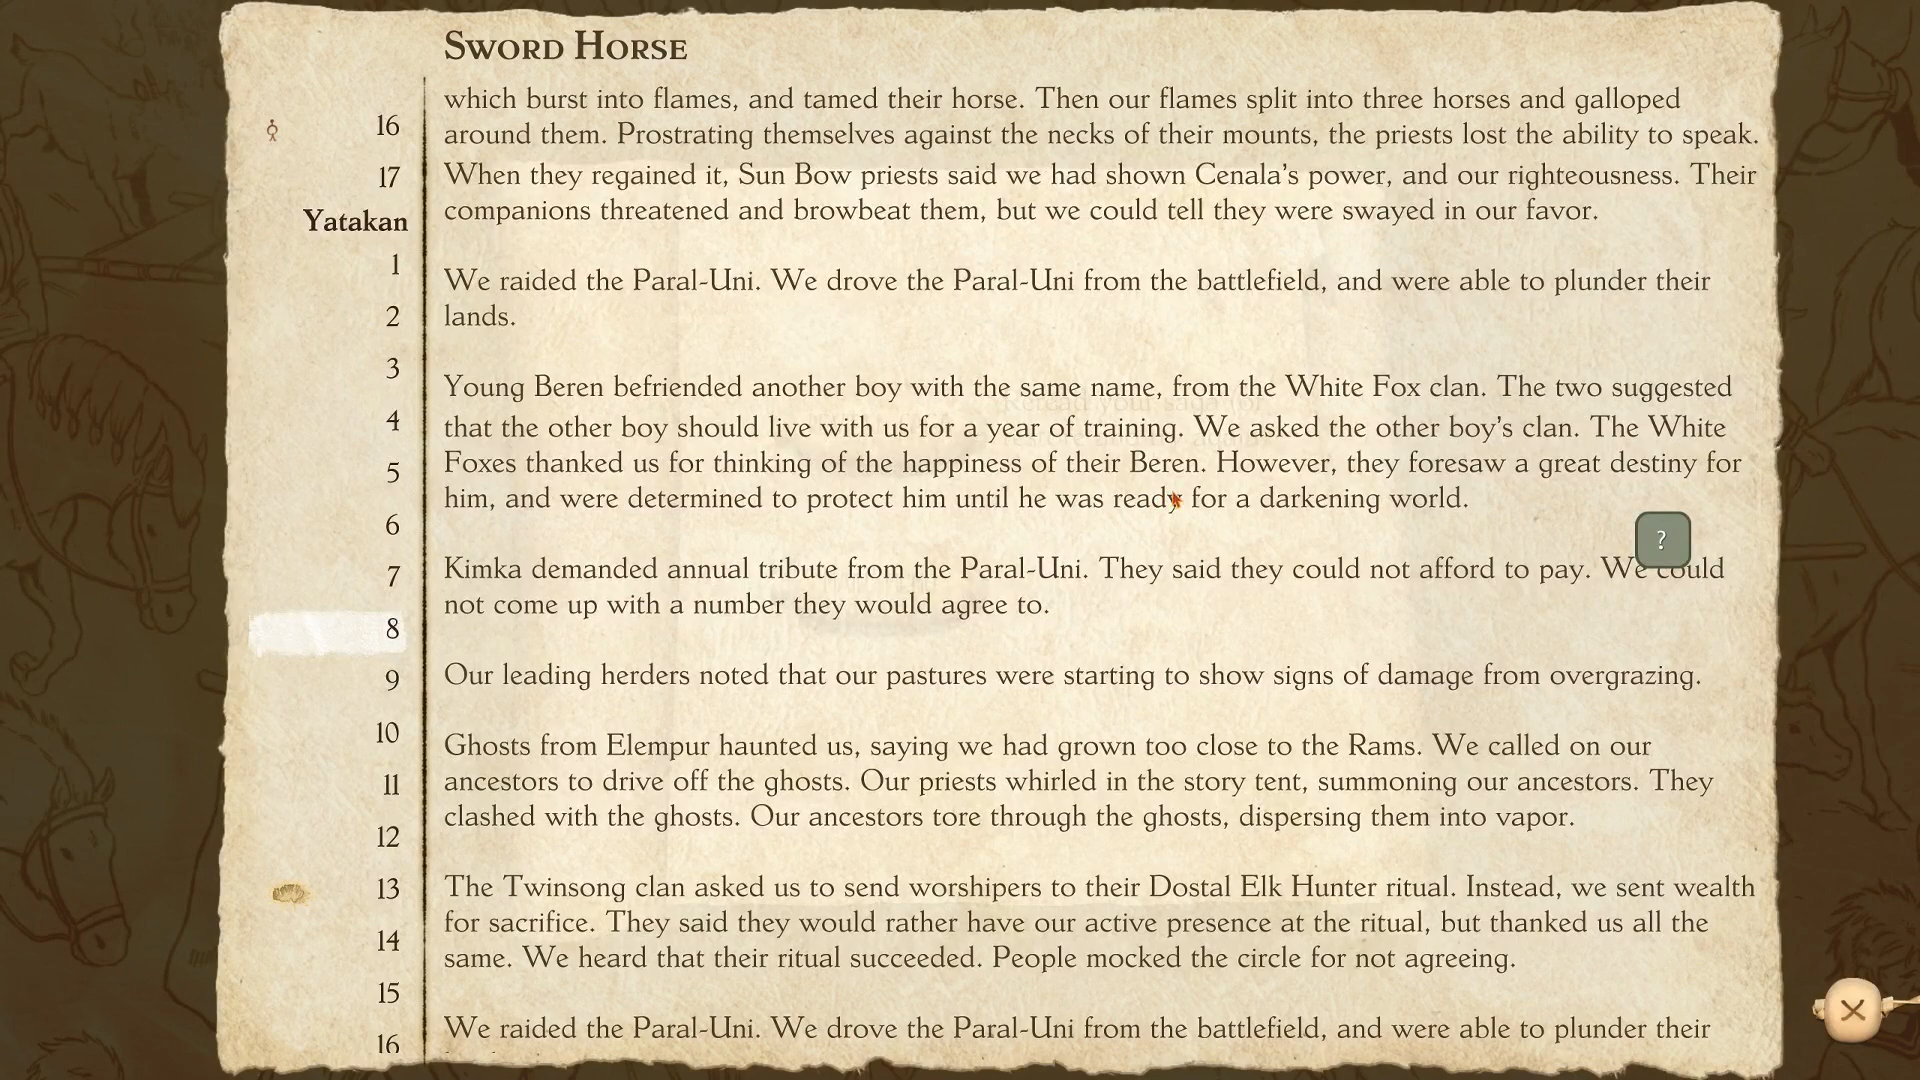 Sword Horse
16
17
Yatakan
1
2
3
4
5
6
7
8
9
10
11
12
13
14
15
16
which burst into flames, and tamed their horse. Then our flames split into three horses and galloped
around them. Prostrating themselves against the necks of their mounts, the priests lost the ability to speak.
When they regained it, Sun Bow priests said we had shown Cenala's power, and our righteousness. Their
companions threatened and browbeat them, but we could tell they were swayed in our favor.
We raided the Paral-Uni. We drove the Paral-Uni from the battlefield, and were able to plunder their
lands.
Young Beren befriended another boy with the same name, from the White Fox clan. The two suggested
that the other boy should live with us for a year of training. We asked the other boy's clan. The White
Foxes thanked us for thinking of the happiness of their Beren. However, they foresaw a great destiny for
him, and were determined to protect him until he was ready for a darkening world.
?
Kimka demanded annual tribute from the Paral-Uni. They said they could not afford to pay. We could
not come up with a number they would agree to.
Our leading herders noted that our pastures were starting to show signs of damage from overgrazing.
Ghosts from Elempur haunted us, saying we had grown too close to the Rams. We called on our
ancestors to drive off the ghosts. Our priests whirled in the story tent, summoning our ancestors. They
clashed with the ghosts. Our ancestors tore through the ghosts, dispersing them into vapor.
The Twinsong clan asked us to send worshipers to their Dostal Elk Hunter ritual. Instead, we sent wealth
for sacrifice. They said they would rather have our active presence at the ritual, but thanked us all the
same. We heard that their ritual succeeded. People mocked the circle for not agreeing.
We raided the Paral-Uni. We drove the Paral-Uni from the battlefield, and were able to plunder their